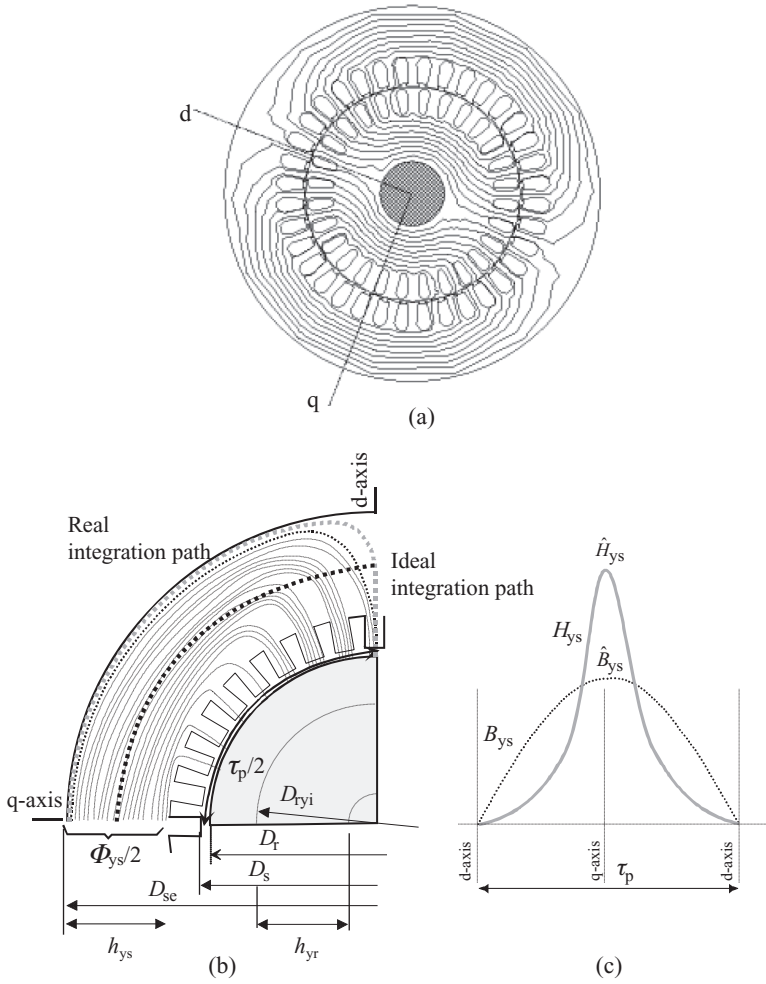 d
q
(a)
d-axis
Real
integration path
Ideal
integration path
q-axis
Φys/2
τp/2
Dryi
Dr
Ds
Dse
hys
hyr
(b)
Ĥys
Hys
B̂ys
Bys
d-axis
q-axis
d-axis
τp
(c)